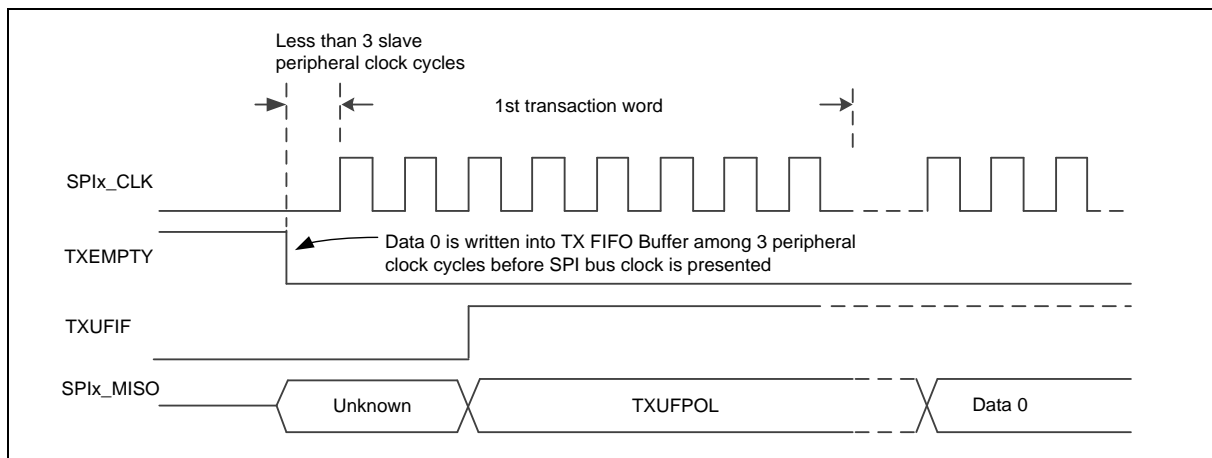 Less than 3 slave
peripheral clock cycles
1st transaction word
SPIx_CLK
TXEMPTY
Data 0 is written into TX FIFO Buffer among 3 peripheral
clock cycles before SPI bus clock is presented
TXUFIF
SPIx_MISO
Unknown
TXUFPOL
Data 0